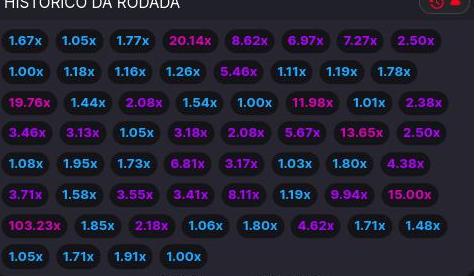 HISTÓRICO DA RODADA
1.67x 1.05x 1.77x 20.14x 8.62x 6.97x 7.27x 2.50x
1.00x 1.18x 1.16x 1.26x 5.46x 1.11x 1.19x 1.78x
19.76x 1.44x 2.08x 1.54x 1.00x 11.98x 1.01x 2.38x
3.46x 3.13x 1.05x 3.18x 2.08x 5.67x 13.65x 2.50x
1.08x 1.95x 1.73x 6.81x 3.17x 1.03x 1.80x 4.38x
3.71x 1.58x 3.55x 3.41x 8.11x 1.19x 9.94x 15.00x
103.23x 1.85x 2.18x 1.06x 1.80x 4.62x 1.71x 1.48x
1.05x 1.71x 1.91x 1.00x